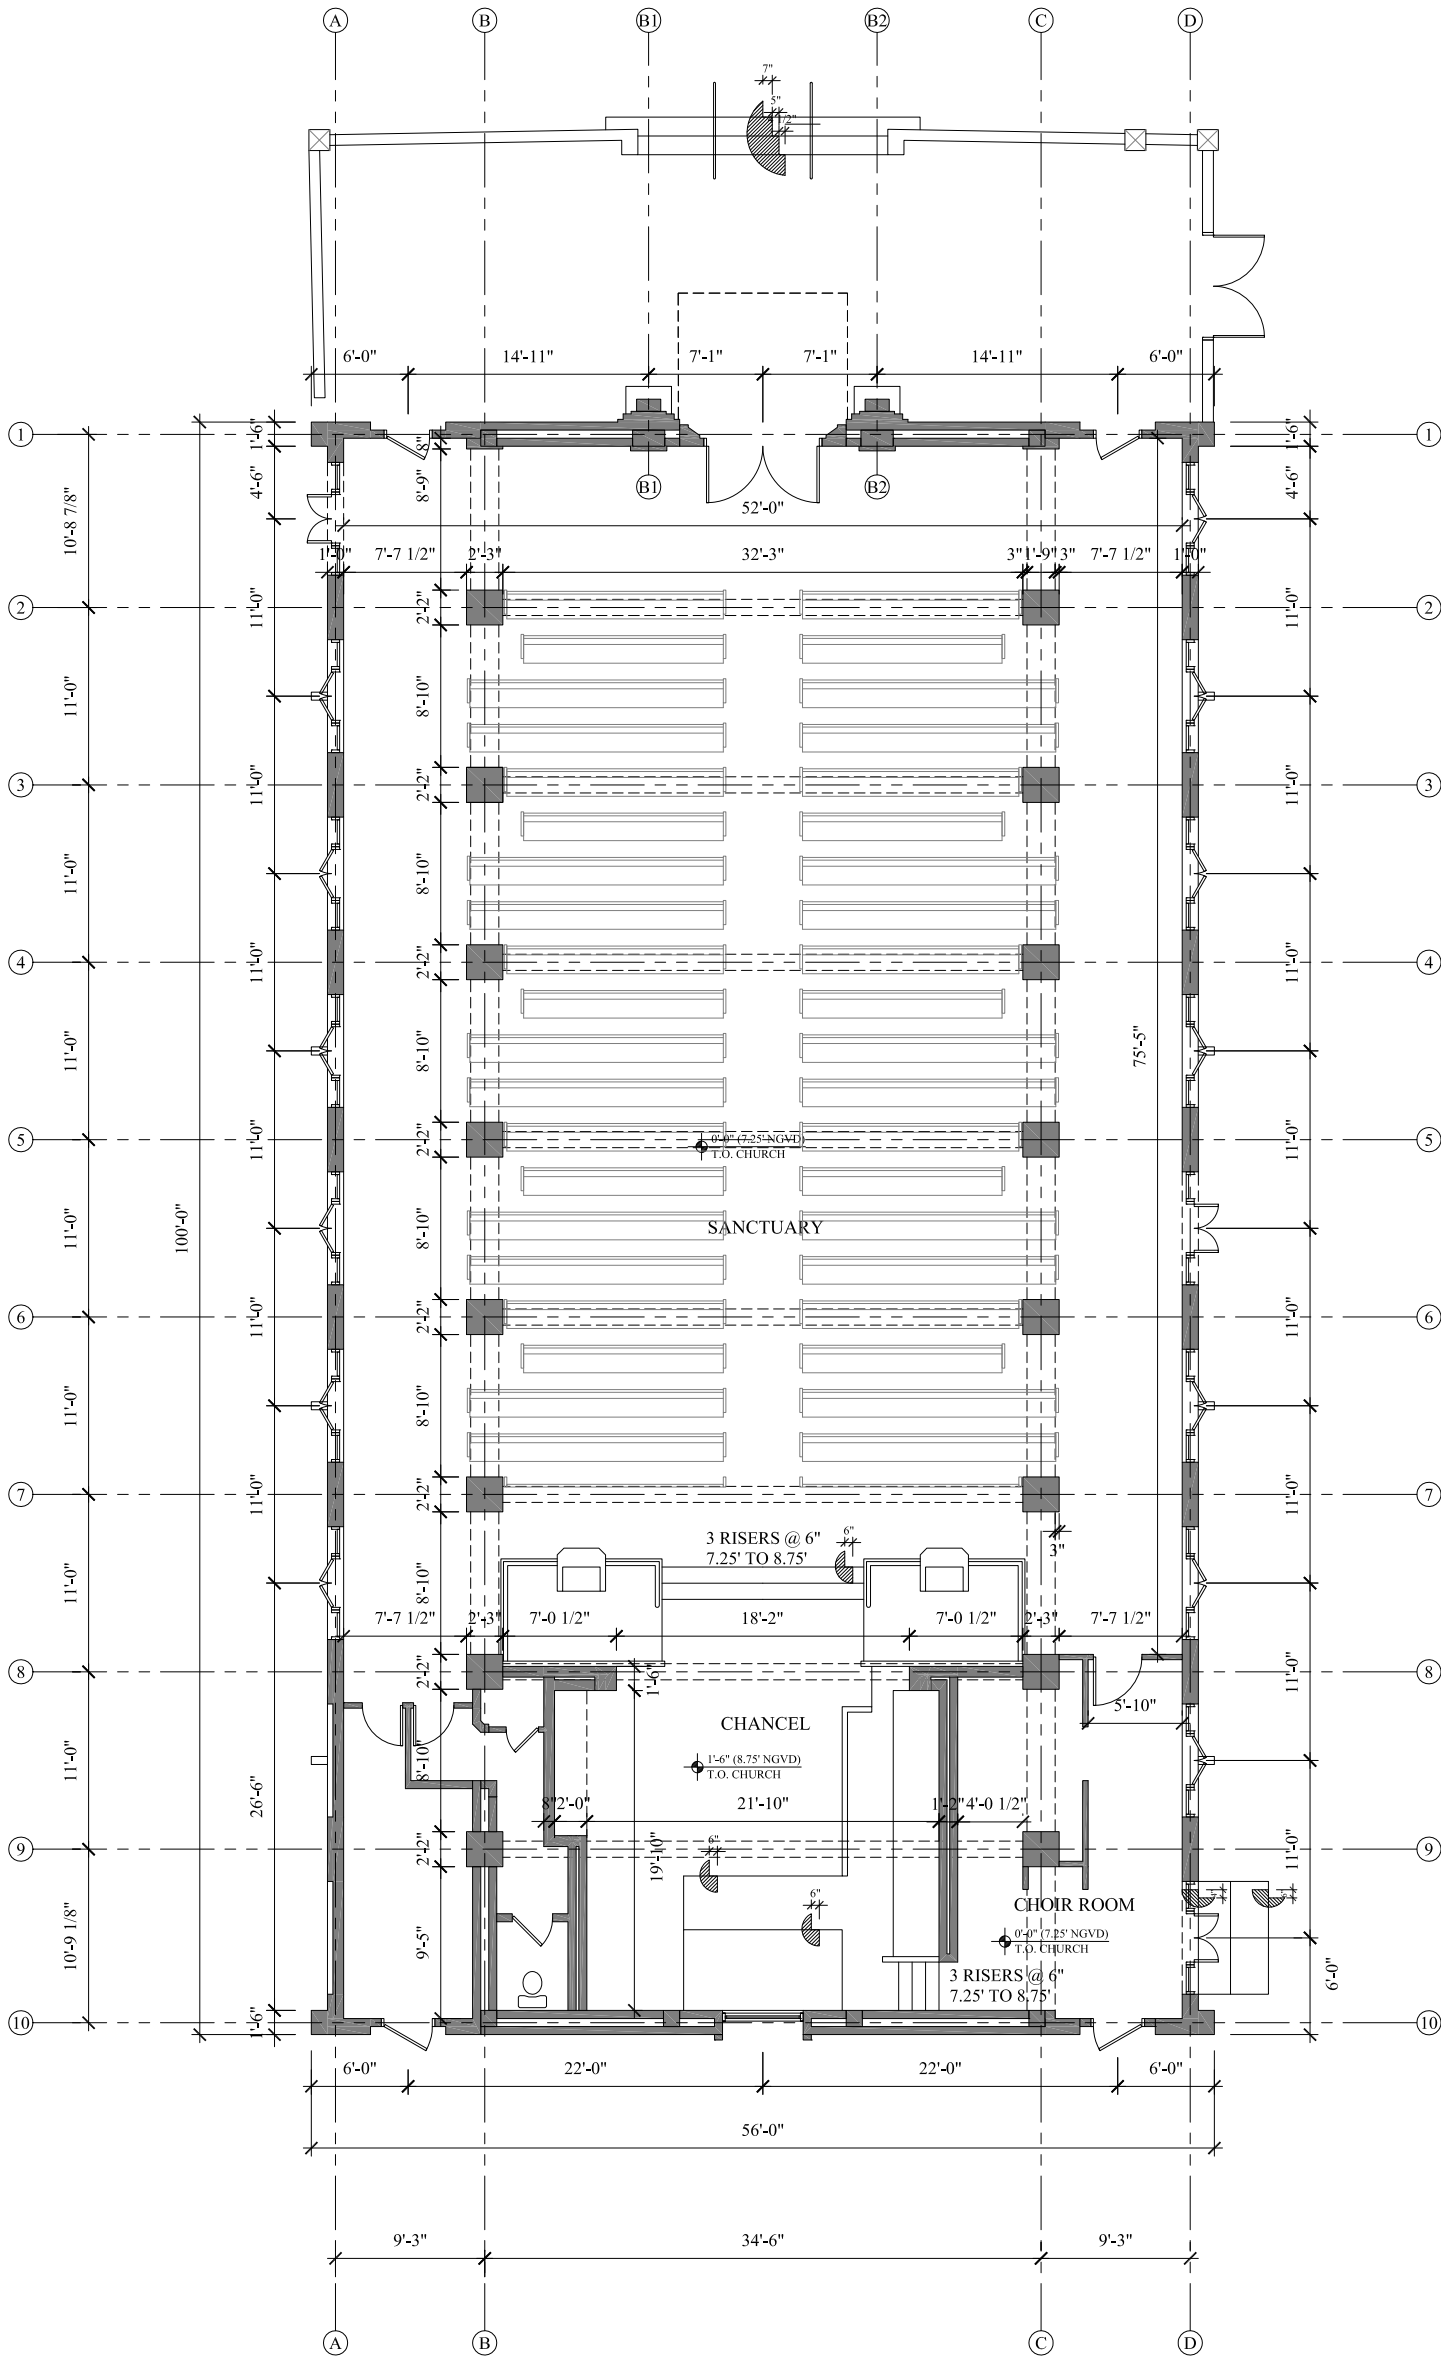 A B B1 B2 C D
7"
5"
1/2"
6'-0" 14'-11" 7'-1" 7'-1" 14'-11" 6'-0"
1 1'-6" 8" 1'-6" 1
B1 B2
10'-8 7/8" 4'-6" 8'-9" 4'-6"
52'-0"
1'-0" 7'-7 1/2" 2'-3" 32'-3" 3" 1'-9" 3" 7'-7 1/2" 1'-0"
2 11'-0" 2'-2" 11'-0" 2
11'-0" 8'-10"
3 11'-0" 2'-2" 11'-0" 3
11'-0" 8'-10"
4 11'-0" 2'-2" 11'-0" 4
11'-0" 8'-10" 75'-5"
5 11'-0" 2'-2" 11'-0" 5
0'-0" (7.25' NGVD)
T.O. CHURCH
100'-0" 11'-0" 8'-10" SANCTUARY
6 11'-0" 2'-2" 11'-0" 6
11'-0" 8'-10"
7 11'-0" 2'-2" 11'-0" 7
3 RISERS @ 6" 6"
7.25' TO 8.75' 3"
11'-0" 8'-10"
7'-7 1/2" 2'-3" 7'-0 1/2" 18'-2" 7'-0 1/2" 2'-3" 7'-7 1/2"
8 2'-2" 1'-6" 11'-0" 8
5'-10"
CHANCEL
11'-0" 8'-10" 1'-6" (8.75' NGVD)
T.O. CHURCH
26'-6" 8" 2'-0" 21'-10" 1'-2" 4'-0 1/2"
9 2'-2" 6" 19'-10" 11'-0" 9
6"
CHOIR ROOM
10'-9 1/8" 9'-5" 0'-0" (7.25' NGVD)
T.O. CHURCH
3 RISERS @ 6" 6'-0"
7.25' TO 8.75'
10 1'-6" 10
6'-0" 22'-0" 22'-0" 6'-0"
56'-0"
9'-3" 34'-6" 9'-3"
A B C D